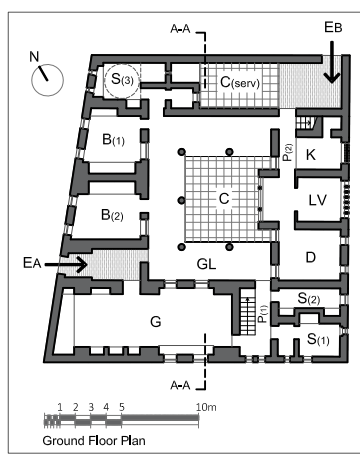 A-A
EB
N
S(3)
C(serv)
B(1)
P(2)
K
B(2)
C
LV
EA
GL
D
G
P(1)
S(2)
S(1)
A-A
1 2 3 4 5 10m
Ground Floor Plan